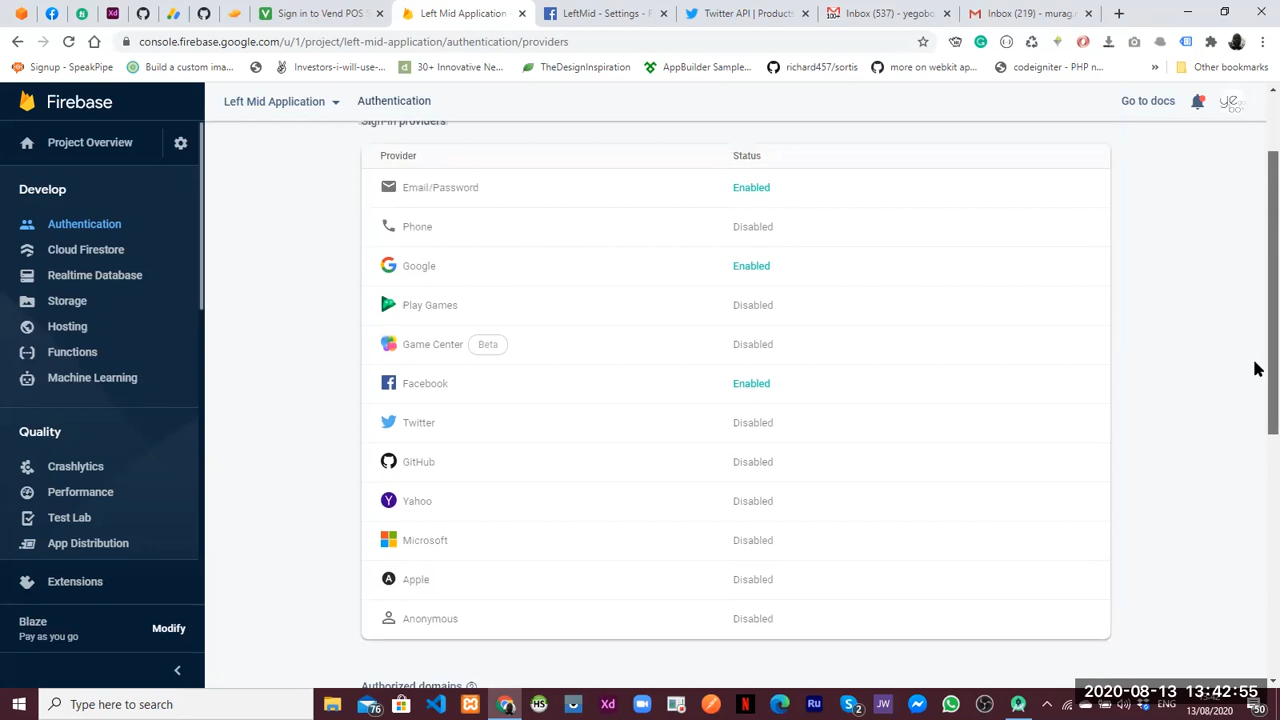 Sign in to Vend POS S
Left Mid Application -
LeftMid - Settings - F
Twitter API | Products
Inbox (637) - yegobo
Inbox (219) - murag.r
console.firebase.google.com/u/1/project/left-mid-application/authentication/providers
Signup - SpeakPipe
Build a custom ima...
Investors-i-will-use-...
30+ Innovative Ne...
TheDesignInspiration
AppBuilder Sample...
richard457/sortis
more on webkit app...
codeigniter - PHP n...
»
Other bookmarks
Firebase
Left Mid Application
Authentication
Go to docs
Project Overview
Sign-in providers
Provider Status
Develop
Email/Password Enabled
Authentication
Phone Disabled
Cloud Firestore
Google Enabled
Realtime Database
Storage
Play Games Disabled
Hosting
Game Center Beta Disabled
Functions
Machine Learning
Facebook Enabled
Quality
Twitter Disabled
Crashlytics
GitHub Disabled
Performance
Yahoo Disabled
Test Lab
App Distribution
Microsoft Disabled
Extensions
Apple Disabled
Blaze
Pay as you go
Modify
Anonymous Disabled
Authorized domains
Type here to search
76
2
ENG
13/08/2020
50
2020-08-13 13:42:55